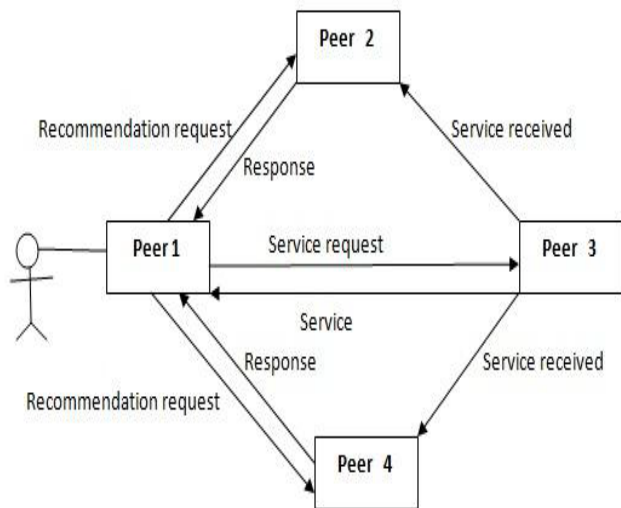 Peer 2
Recommendation request
Service received
Response
Peer 1
Service request
Peer 3
Service
Response
Service received
Recommendation request
Peer 4